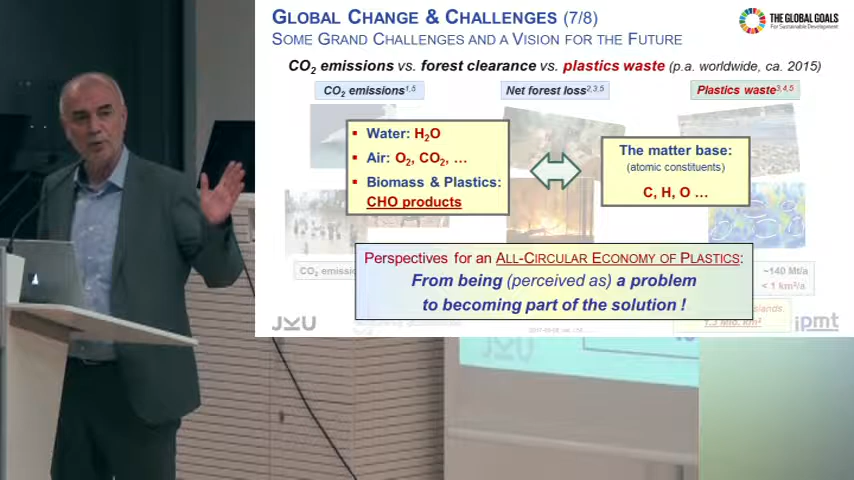 GLOBAL CHANGE & CHALLENGES (7/8)
SOME GRAND CHALLENGES AND A VISION FOR THE FUTURE
THE GLOBAL GOALS
For Sustainable Development
CO2 emissions vs. forest clearance vs. plastics waste (p.a. worldwide, ca. 2015)
CO2 emissions1,5
Net forest loss2,3,5
Plastics waste3,4,5
▪ Water: H2O
▪ Air: O2, CO2, ...
▪ Biomass & Plastics:
CHO products
The matter base:
(atomic constituents)
C, H, O ...
Perspectives for an ALL-CIRCULAR ECONOMY OF PLASTICS:
From being (perceived as) a problem
to becoming part of the solution !
CO2
~140 Mt/a
< 1 km³/a
JKU
ipmt
JKU